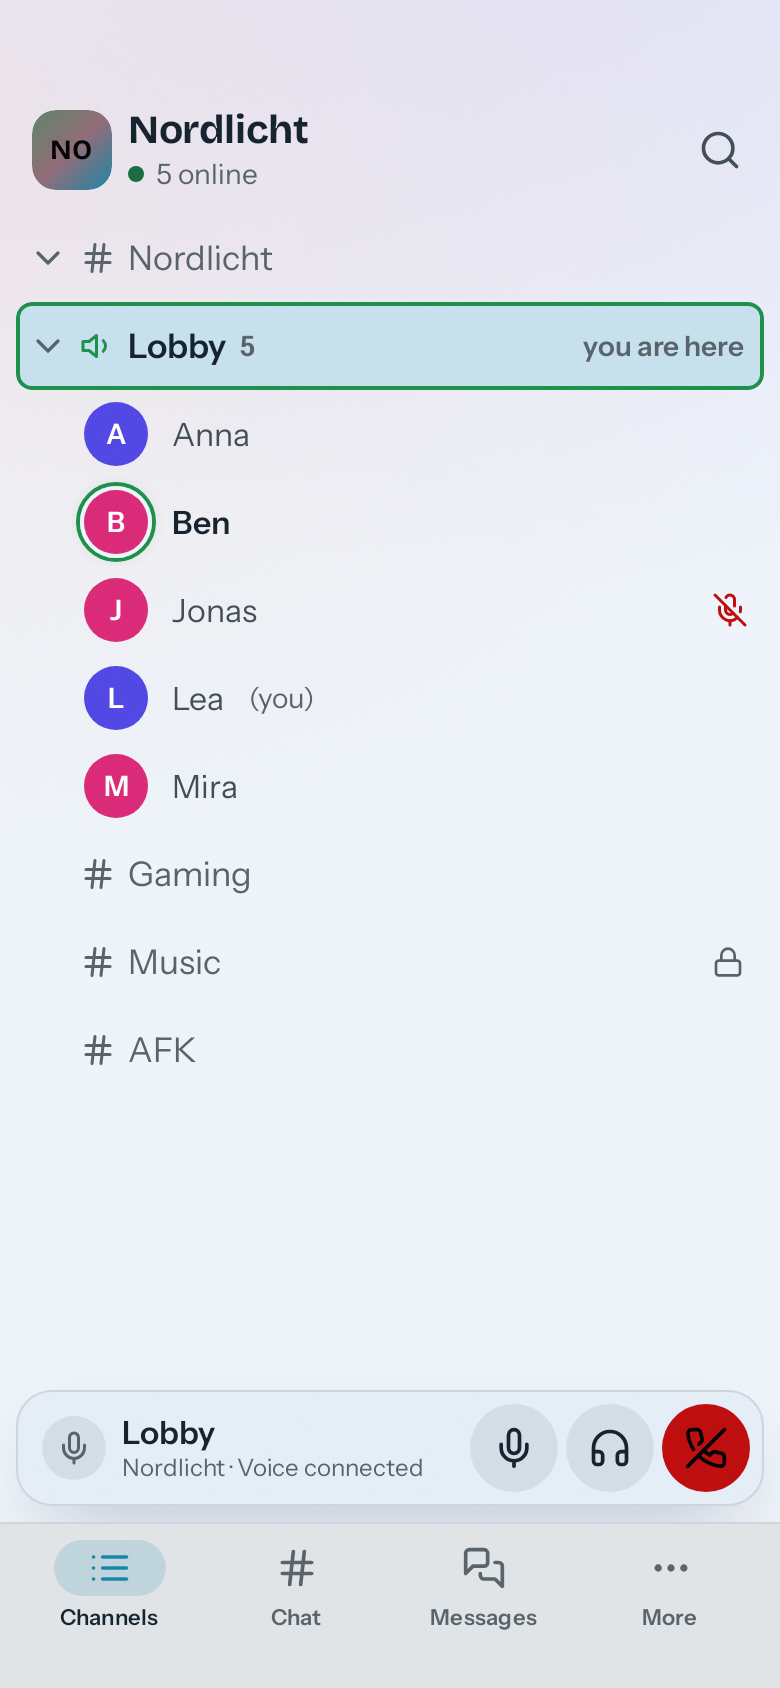 NO
Nordlicht
5 online
# Nordlicht
Lobby 5 you are here
A Anna
B Ben
J Jonas
L Lea (you)
M Mira
# Gaming
# Music
# AFK
Lobby
Nordlicht · Voice connected
Channels Chat Messages More